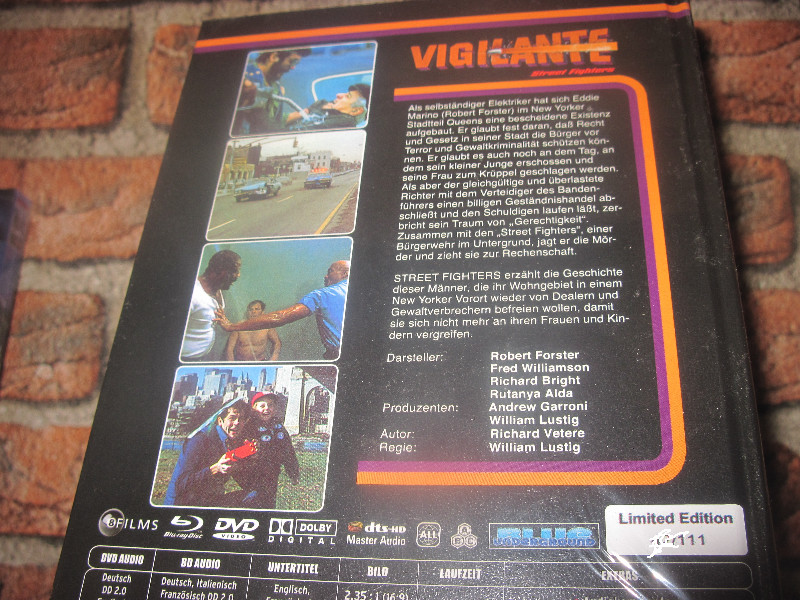 VIGILANTE
Street Fighters
Als selbständiger Elektriker hat sich Eddie
Marino (Robert Forster) im New Yorker
Stadtteil Queens eine bescheidene Existenz
aufgebaut. Er glaubt fest daran, daß Recht
und Gesetz in seiner Stadt die Bürger vor
Terror und Gewaltkriminalität schützen kön-
nen. Er glaubt es auch noch an dem Tag, an
dem sein kleiner Junge erschossen und
seine Frau zum Krüppel geschlagen werden.
Als aber der gleichgültige und überlastete
Richter mit dem Verteidiger des Banden-
führers einen billigen Geständnishandel ab-
schließt und den Schuldigen laufen läßt, zer-
bricht sein Traum von „Gerechtigkeit".
Zusammen mit den „Street Fighters", einer
Bürgerwehr im Untergrund, jagt er die Mör-
der und zieht sie zur Rechenschaft.
STREET FIGHTERS erzählt die Geschichte
dieser Männer, die ihr Wohngebiet in einem
New Yorker Vorort wieder von Dealern und
Gewaltverbrechern befreien wollen, damit
sie sich nicht mehr an ihren Frauen und Kin-
dern vergreifen.
Darsteller: Robert Forster
Fred Williamson
Richard Bright
Rutanya Alda
Produzenten: Andrew Garroni
William Lustig
Autor: Richard Vetere
Regie: William Lustig
FILMS Blu-ray Disc DVD VIDEO DOLBY DIGITAL dts-HD Master Audio ALL ABC BLUE UNDERGROUND
Limited Edition
/111
DVD AUDIO BD AUDIO UNTERTITEL BILD LAUFZEIT EXTRAS
Deutsch Deutsch, Italienisch Englisch, 2.35 : 1 (16:9)
DD 2.0 Französisch DD 2.0